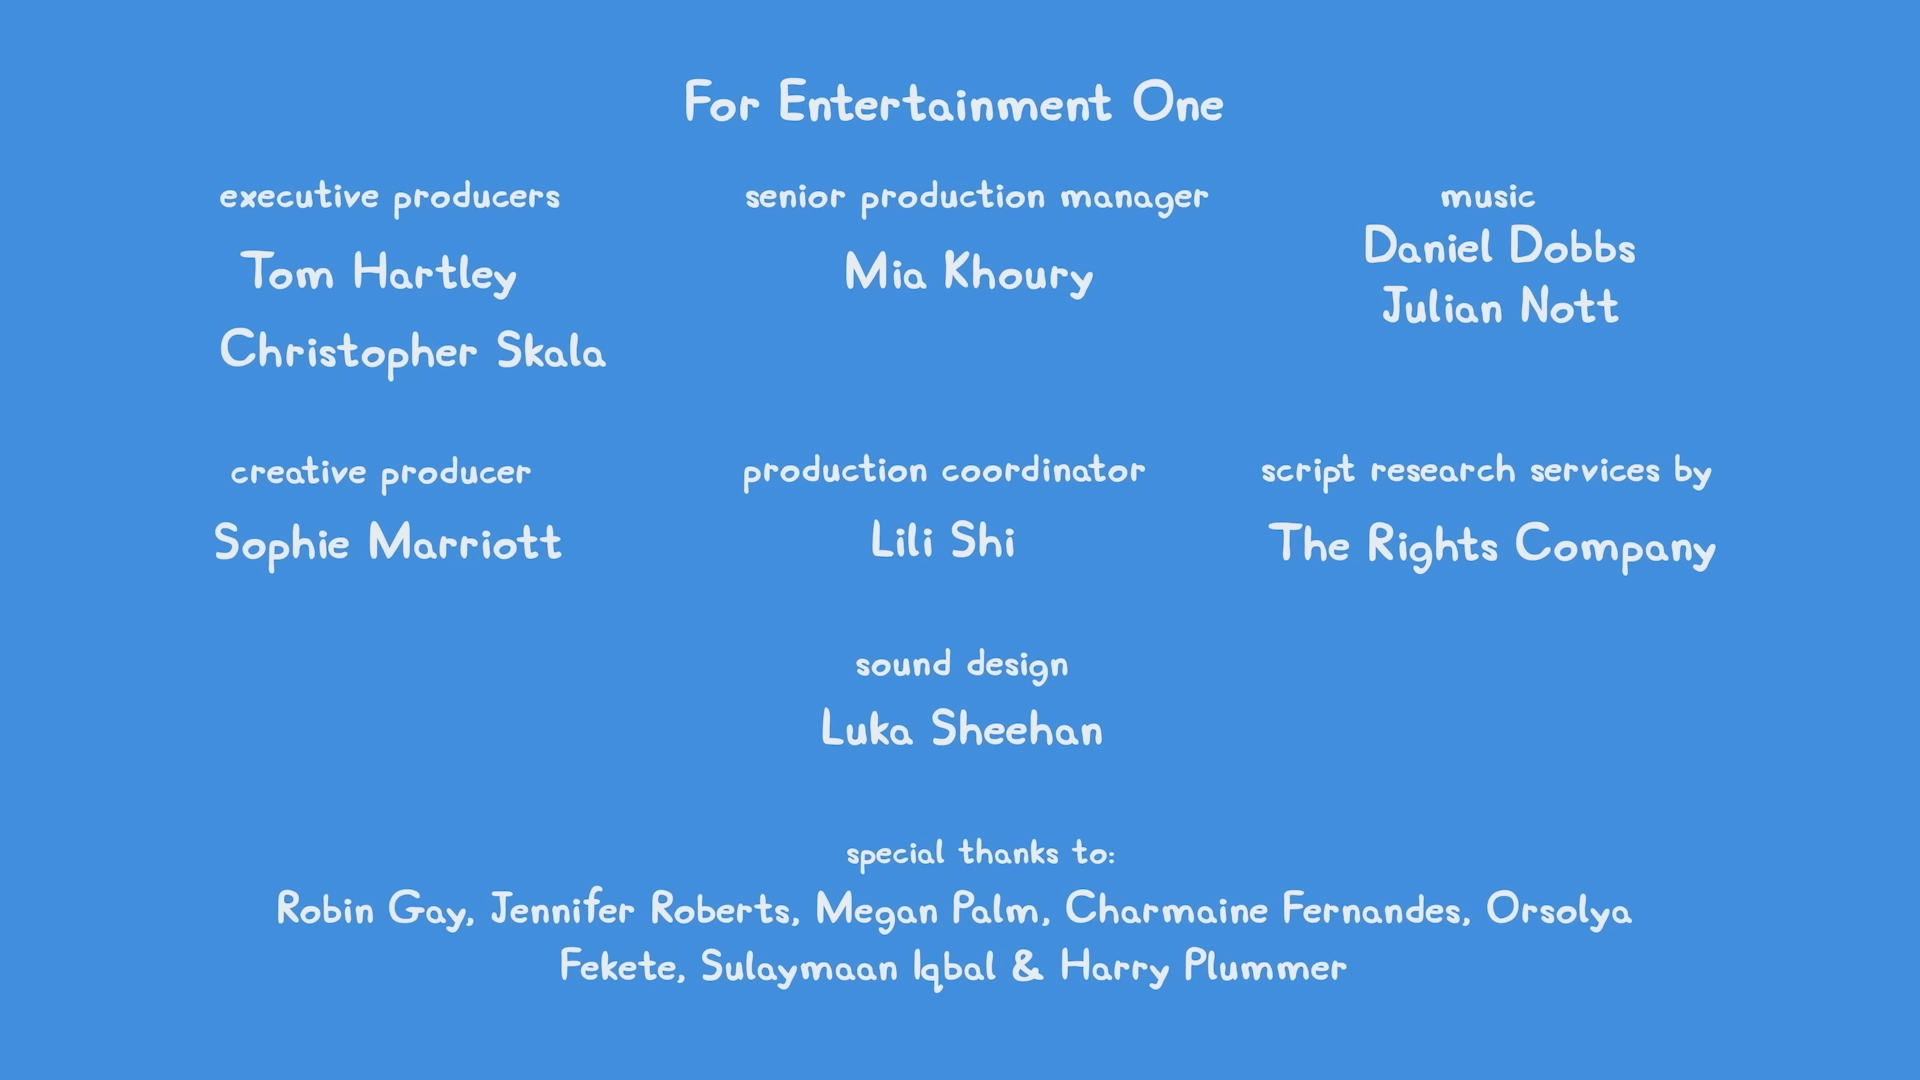 For Entertainment One
executive producers
Tom Hartley
Christopher Skala
senior production manager
Mia Khoury
music
Daniel Dobbs
Julian Nott
creative producer
Sophie Marriott
production coordinator
Lili Shi
script research services by
The Rights Company
sound design
Luka Sheehan
special thanks to:
Robin Gay, Jennifer Roberts, Megan Palm, Charmaine Fernandes, Orsolya
Fekete, Sulaymaan Iqbal & Harry Plummer